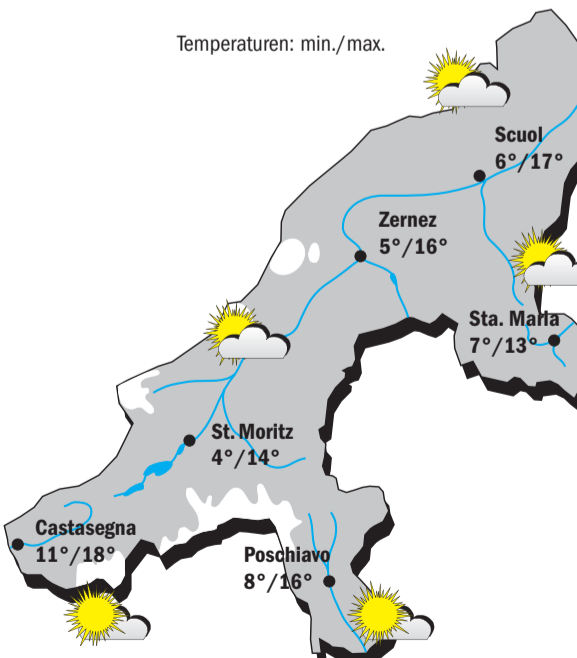 Temperaturen: min./max.
Scuol
6°/17°
Zernez
5°/16°
Sta. Maria
7°/13°
St. Moritz
4°/14°
Castasegna
11°/18°
Poschiavo
8°/16°